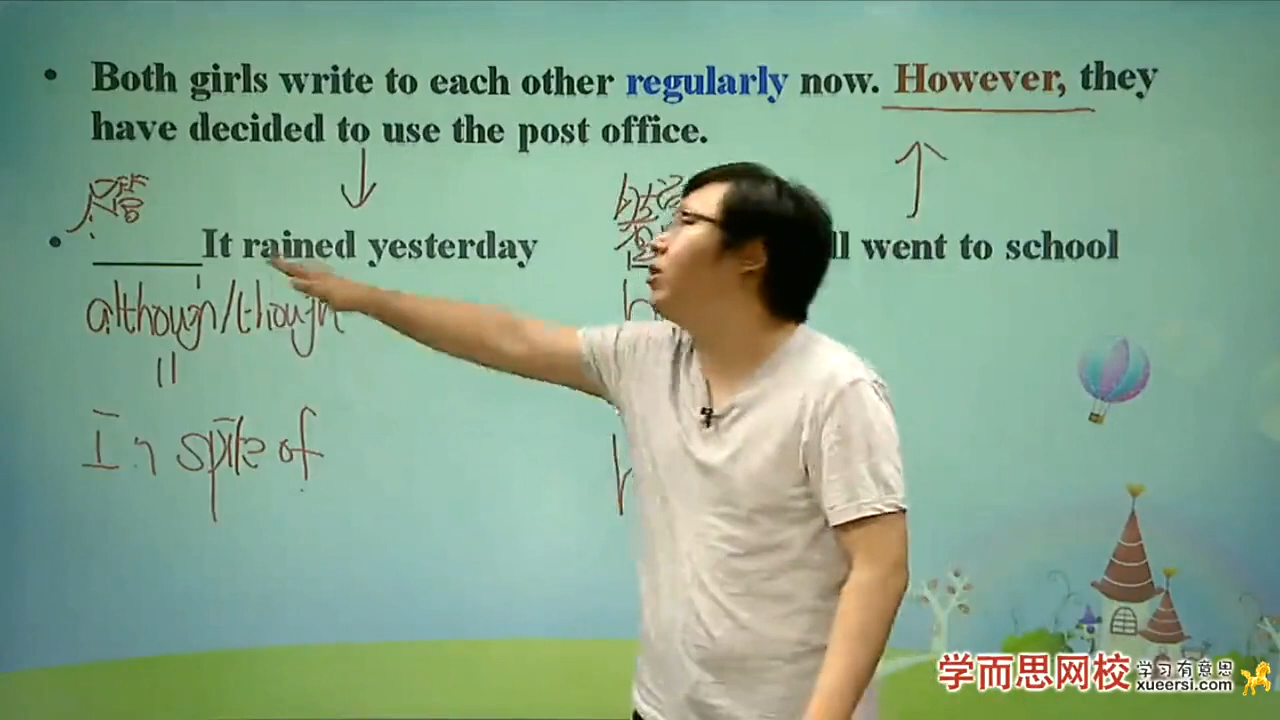 • Both girls write to each other regularly now. However, they
have decided to use the post office.
尽管
• _____It rained yesterday ll went to school
although/though
In spite of
学而思网校 学习有意思
xueersi.com